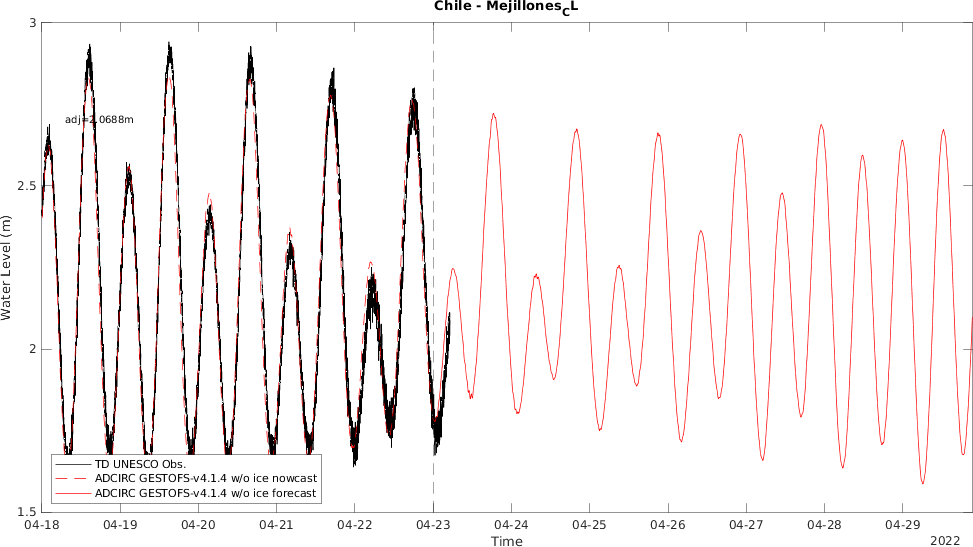 Chile - Mejillones_CL
3
2.5
2
1.5
Water Level (m)
adj=2.0688m
TD UNESCO Obs.
ADCIRC GESTOFS-v4.1.4 w/o ice nowcast
ADCIRC GESTOFS-v4.1.4 w/o ice forecast
04-18 04-19 04-20 04-21 04-22 04-23 04-24 04-25 04-26 04-27 04-28 04-29
Time
2022